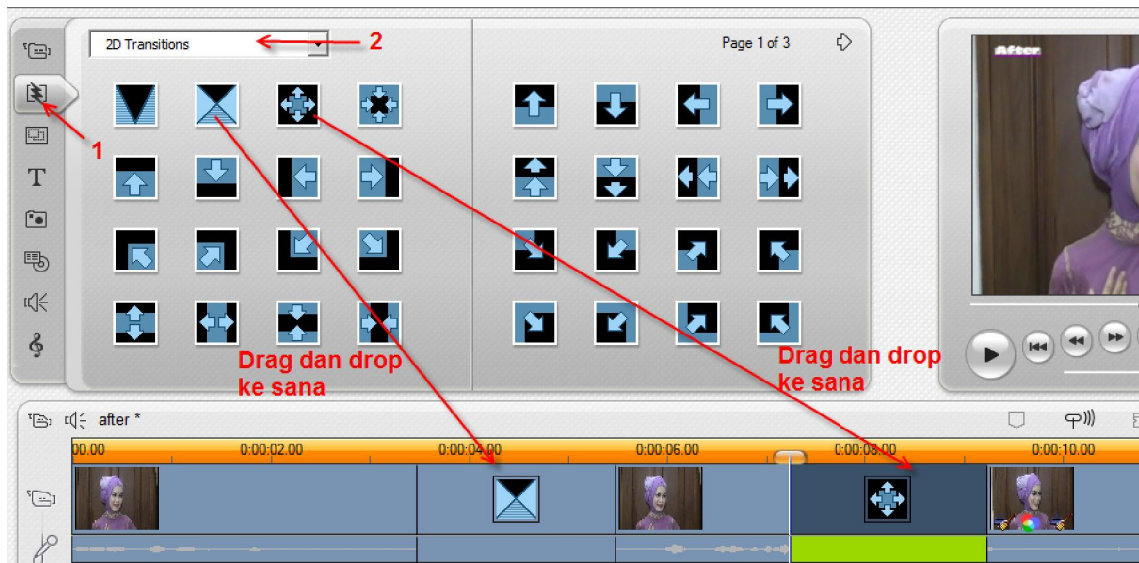 2D Transitions
2
Page 1 of 3
After
1
T
Drag dan drop
ke sana
Drag dan drop
ke sana
after *
00.00 0:00:02.00 0:00:04.00 0:00:06.00 0:00:08.00 0:00:10.00